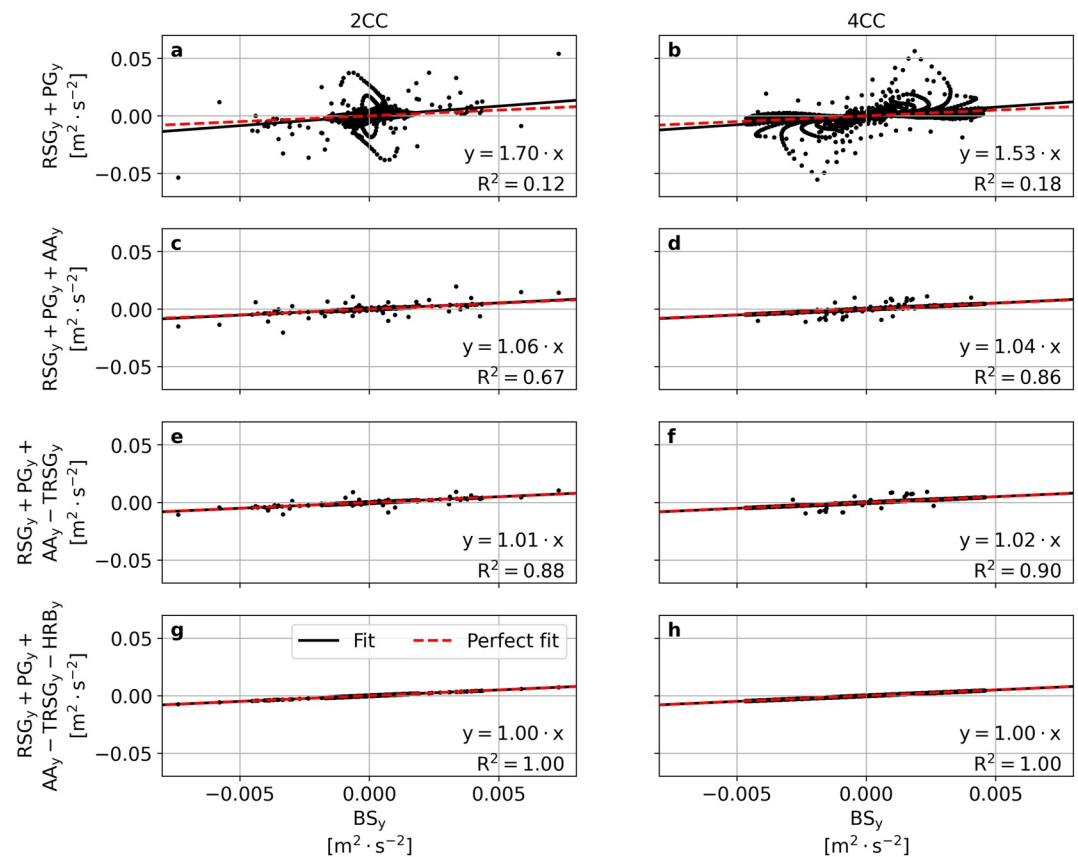 2CC
4CC
RSG_y + PG_y
[m² · s⁻²]
0.05
0.00
−0.05
a
y = 1.70 · x
R² = 0.12
b
y = 1.53 · x
R² = 0.18
RSG_y + PG_y + AA_y
[m² · s⁻²]
0.05
0.00
−0.05
c
y = 1.06 · x
R² = 0.67
d
y = 1.04 · x
R² = 0.86
RSG_y + PG_y +
AA_y − TRSG_y
[m² · s⁻²]
0.05
0.00
−0.05
e
y = 1.01 · x
R² = 0.88
f
y = 1.02 · x
R² = 0.90
RSG_y + PG_y +
AA_y − TRSG_y − HRB_y
[m² · s⁻²]
0.05
0.00
−0.05
g
Fit
Perfect fit
y = 1.00 · x
R² = 1.00
h
y = 1.00 · x
R² = 1.00
−0.005 0.000 0.005
BS_y
[m² · s⁻²]
−0.005 0.000 0.005
BS_y
[m² · s⁻²]